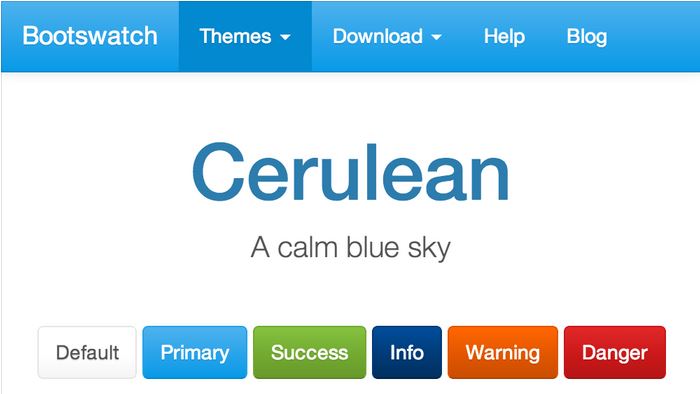 Bootswatch Themes Download Help Blog
Cerulean
A calm blue sky
Default Primary Success Info Warning Danger